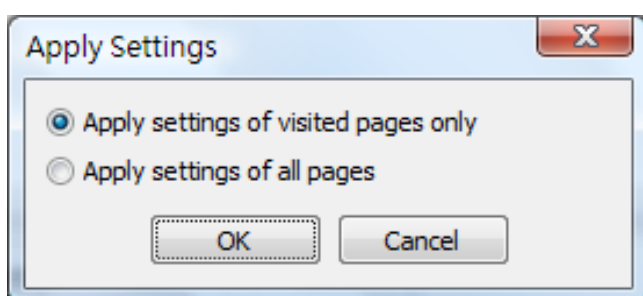 Apply Settings
Apply settings of visited pages only
Apply settings of all pages
OK Cancel